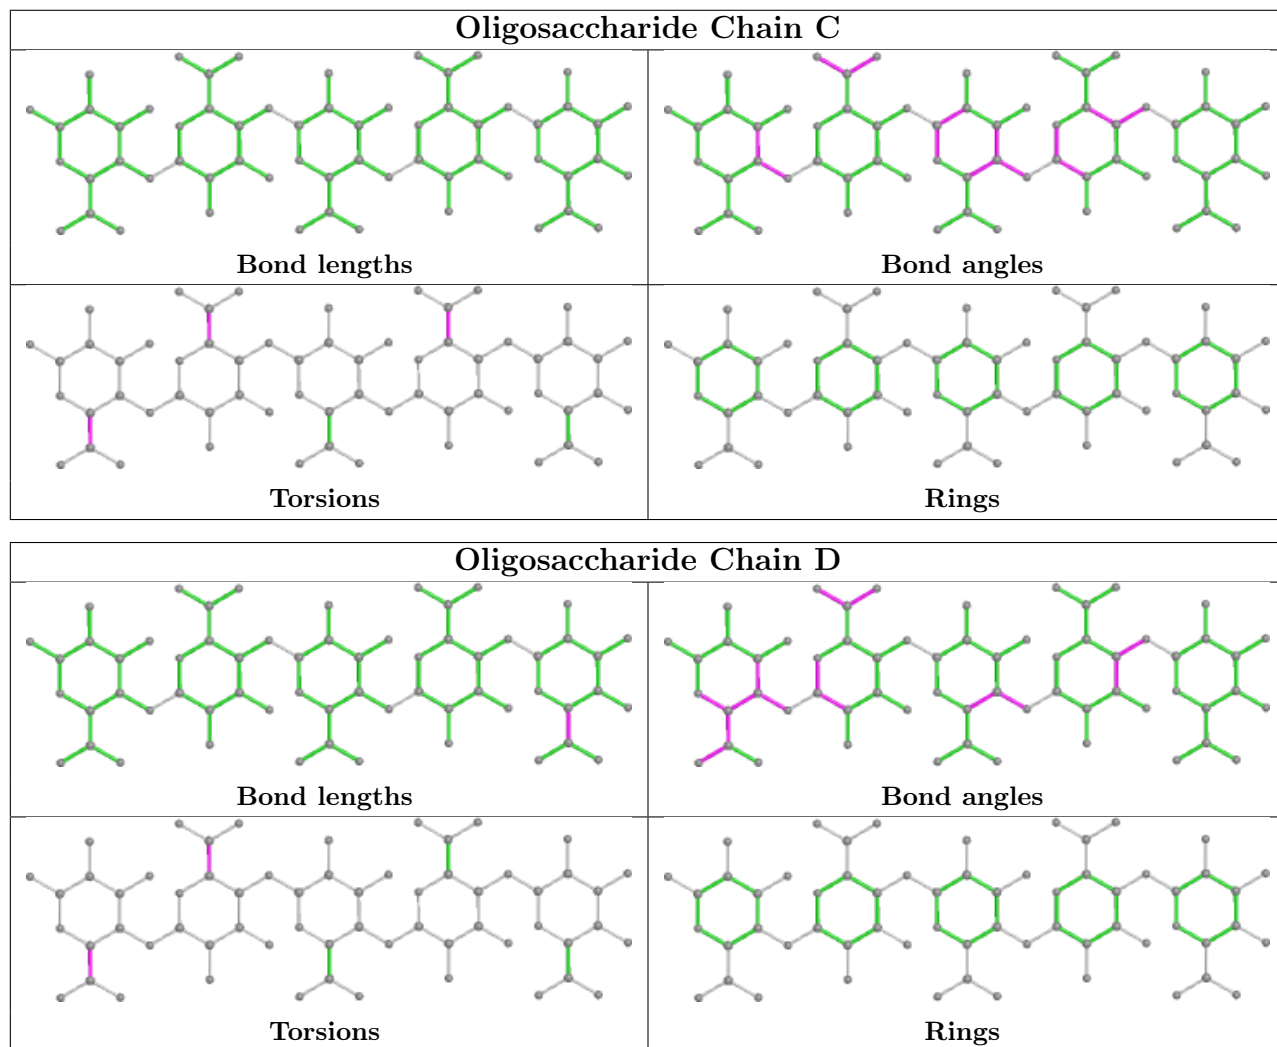 Oligosaccharide Chain C
Bond lengths
Bond angles
Torsions
Rings
Oligosaccharide Chain D
Bond lengths
Bond angles
Torsions
Rings